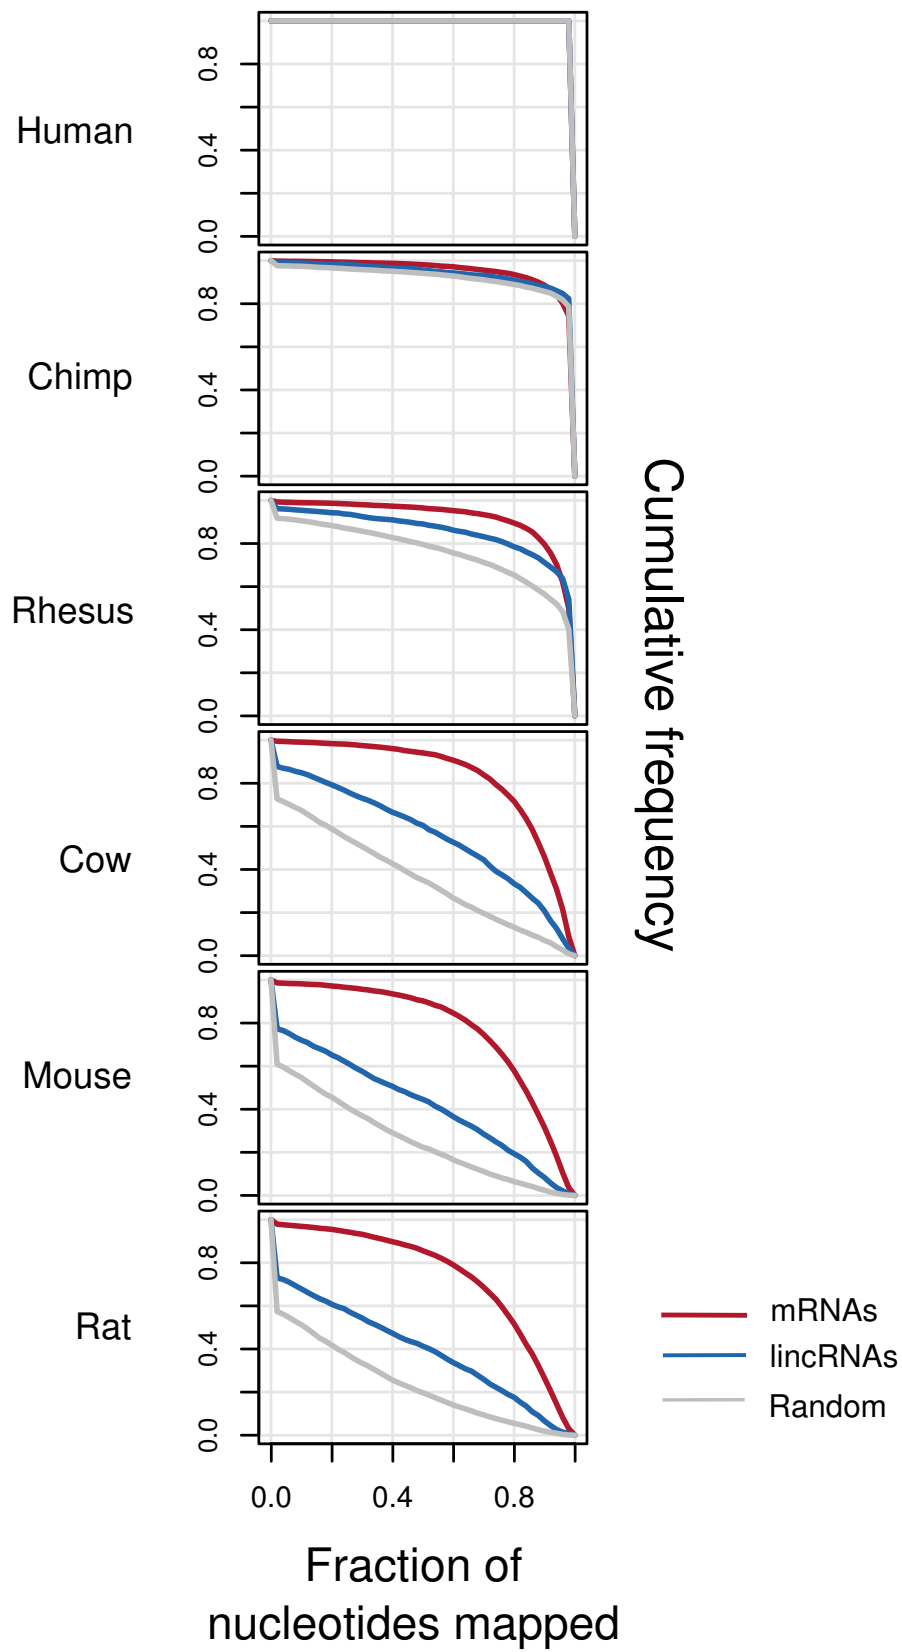 Human
0.8
0.4
0.0
Chimp
0.8
0.4
0.0
Rhesus
0.8
0.4
0.0
Cow
0.8
0.4
0.0
Mouse
0.8
0.4
0.0
Rat
0.8
0.4
0.0
0.0 0.4 0.8
Fraction of
nucleotides mapped
Cumulative frequency
mRNAs
lincRNAs
Random